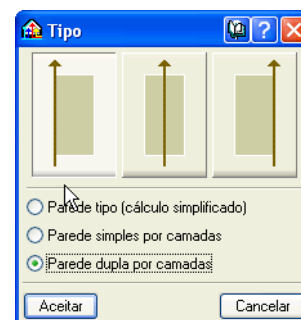 Tipo
Parede tipo (cálculo simplificado)
Parede simples por camadas
Parede dupla por camadas
Aceitar
Cancelar